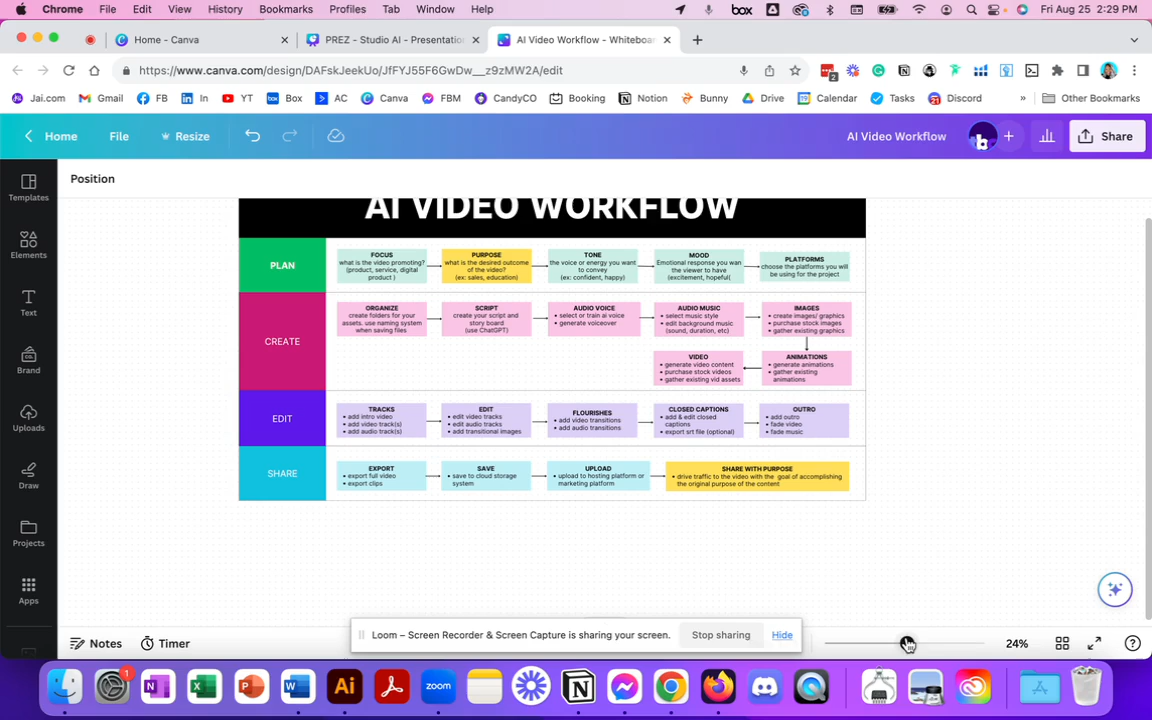 Chrome File Edit View History Bookmarks Profiles Tab Window Help box Fri Aug 25 2:29 PM
Home - Canva PREZ - Studio AI - Presentation AI Video Workflow - Whiteboar
https://www.canva.com/design/DAFskJeekUo/JfFYJ55F6GwDw__z9zMW2A/edit 2
Jai.com Gmail FB In YT Box AC Canva FBM CandyCO Booking Notion Bunny Drive Calendar Tasks Discord » Other Bookmarks
Home File Resize AI Video Workflow Share
Position
Templates
Elements
Text
Brand
Uploads
Draw
Projects
Apps
AI VIDEO WORKFLOW
PLAN
FOCUS
what is the video promoting?
(product, service, digital
product )
PURPOSE
what is the desired outcome
of the video?
(ex: sales, education)
TONE
the voice or energy you want
to convey
(ex: confident, happy)
MOOD
Emotional response you wan
the viewer to have
(excitement, hopeful(
PLATFORMS
choose the platforms you will
be using for the project
CREATE
ORGANIZE
create folders for your
assets. use naming system
when saving files
SCRIPT
create your script and
story board
(use ChatGPT)
AUDIO VOICE
• select or train ai voice
• generate voiceover
AUDIO MUSIC
• select music style
• edit background music
(sound, duration, etc)
IMAGES
• create images/ graphics
• purchase stock images
• gather existing graphics
VIDEO
• generate video content
• purchase stock videos
• gather existing vid assets
ANIMATIONS
• generate animations
• gather existing
animations
EDIT
TRACKS
• add intro video
• add video track(s)
• add audio track(s)
EDIT
• edit video tracks
• edit audio tracks
• add transitional images
FLOURISHES
• add video transitions
• add audio transitions
CLOSED CAPTIONS
• add & edit closed
captions
• export srt file (optional)
OUTRO
• add outro
• fade video
• fade music
SHARE
EXPORT
• export full video
• export clips
SAVE
• save to cloud storage
system
UPLOAD
• upload to hosting platform or
marketing platform
SHARE WITH PURPOSE
• drive traffic to the video with the goal of accomplishing
the original purpose of the content
Loom – Screen Recorder & Screen Capture is sharing your screen. Stop sharing Hide
Notes Timer 24%
1
zoom